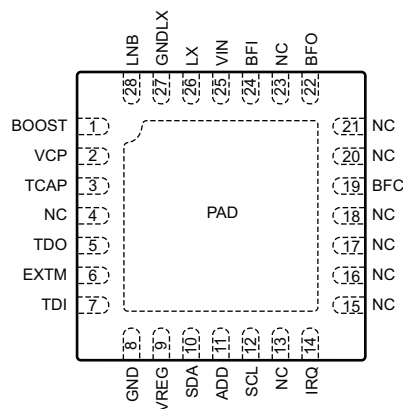 LNB
GNDLX
LX
VIN
BFI
NC
BFO
28
27
26
25
24
23
22
BOOST 1
VCP 2
TCAP 3
NC 4
TDO 5
EXTM 6
TDI 7
PAD
21 NC
20 NC
19 BFC
18 NC
17 NC
16 NC
15 NC
8
9
10
11
12
13
14
GND
VREG
SDA
ADD
SCL
NC
IRQ